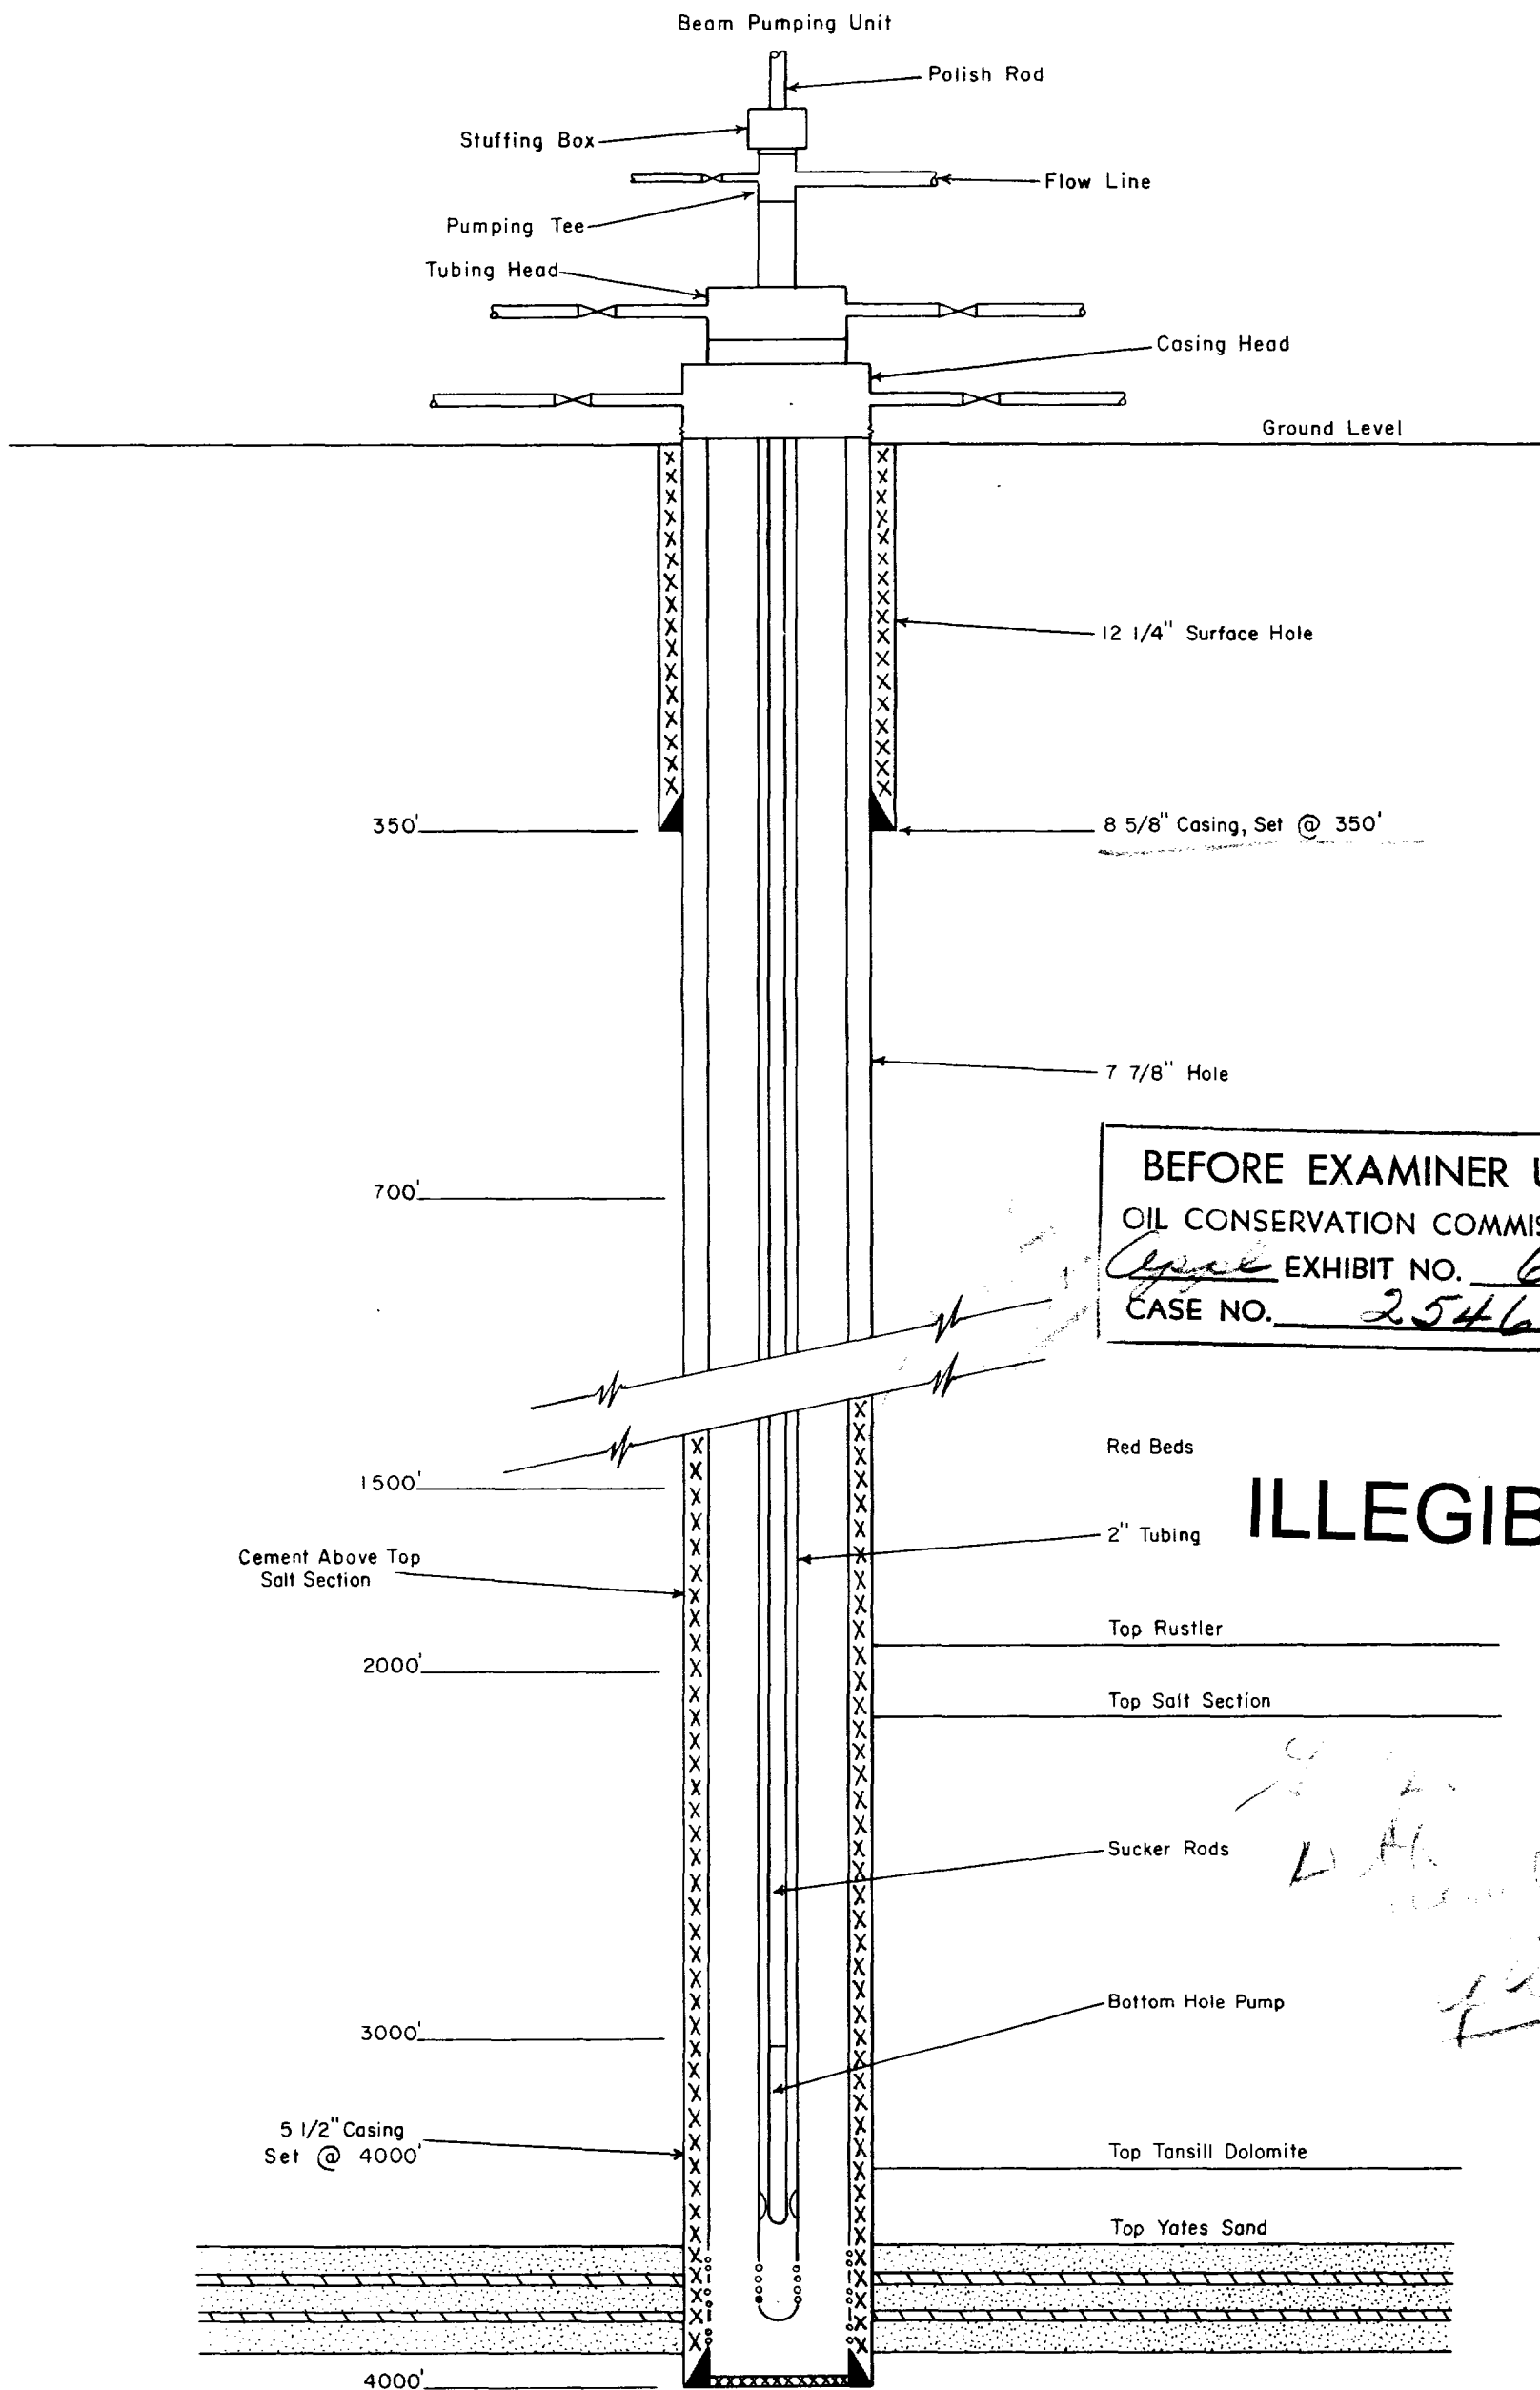 Beam Pumping Unit
Polish Rod
Stuffing Box
Flow Line
Pumping Tee
Tubing Head
Casing Head
Ground Level
12 1/4" Surface Hole
350'
8 5/8" Casing, Set @ 350'
7 7/8" Hole
700'
BEFORE EXAMINER
OIL CONSERVATION COMMIS
EXHIBIT NO. 6
CASE NO. 2546
Red Beds
1500'
ILLEGIB
2" Tubing
Cement Above Top
Salt Section
Top Rustler
2000'
Top Salt Section
Sucker Rods
Bottom Hole Pump
3000'
5 1/2" Casing
Set @ 4000'
Top Tansill Dolomite
Top Yates Sand
4000'